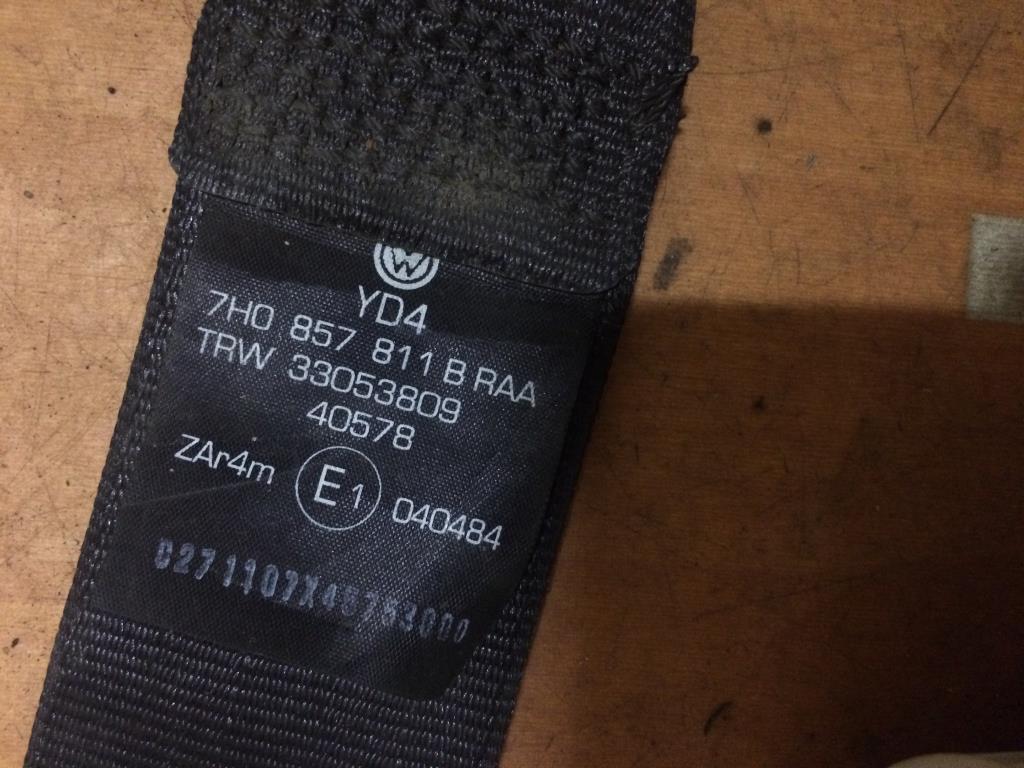 YD4
7H0 857 811 B RAA
TRW 33053809
40578
ZAr4m E1 040484